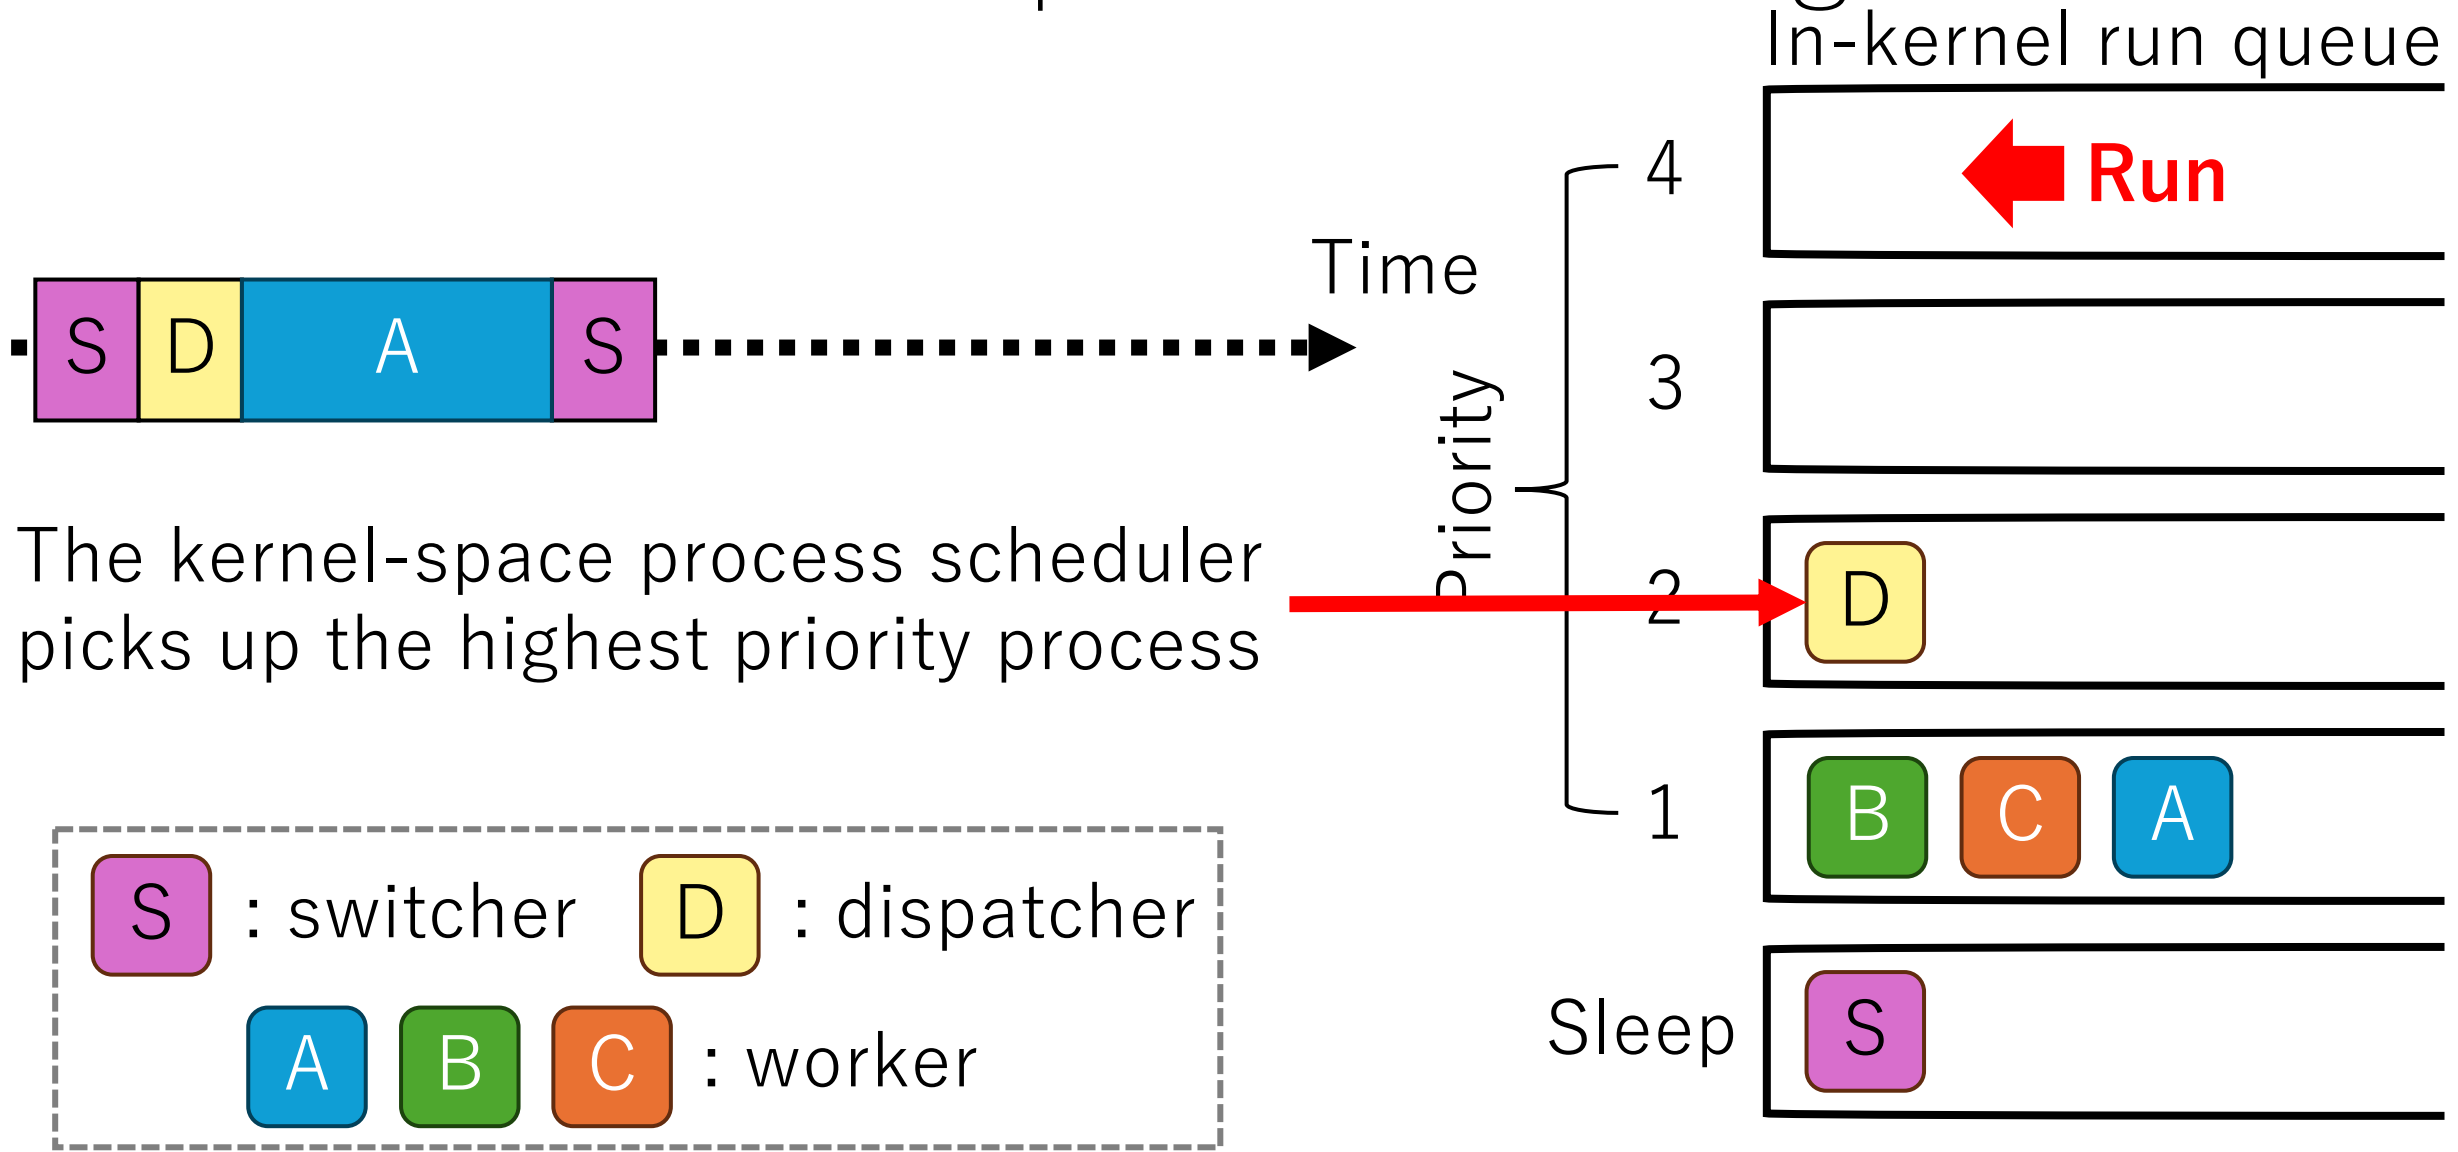 In-kernel run queue
4
Run
Time
S D A S
3
Priority
The kernel-space process scheduler
picks up the highest priority process
2
D
1
B C A
S : switcher D : dispatcher
A B C : worker
Sleep
S